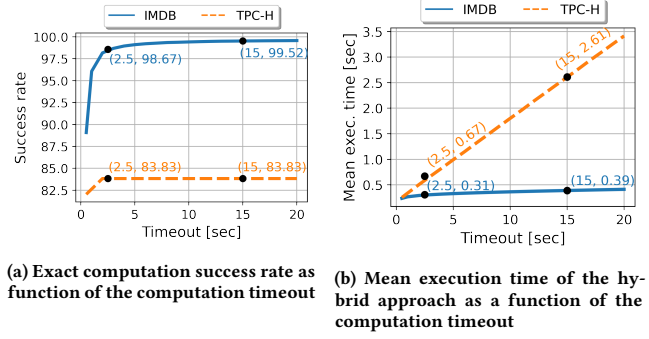 IMDB TPC-H
100.0
97.5
95.0
92.5
90.0
87.5
85.0
82.5
Success rate
(2.5, 98.67)
(15, 99.52)
(2.5, 83.83)
(15, 83.83)
0 5 10 15 20
Timeout [sec]
(a) Exact computation success rate as
function of the computation timeout
IMDB TPC-H
3.5
3.0
2.5
2.0
1.5
1.0
0.5
Mean exec. time [sec]
(15, 2.61)
(2.5, 0.67)
(2.5, 0.31)
(15, 0.39)
0 5 10 15 20
Timeout [sec]
(b) Mean execution time of the hy-
brid approach as a function of the
computation timeout